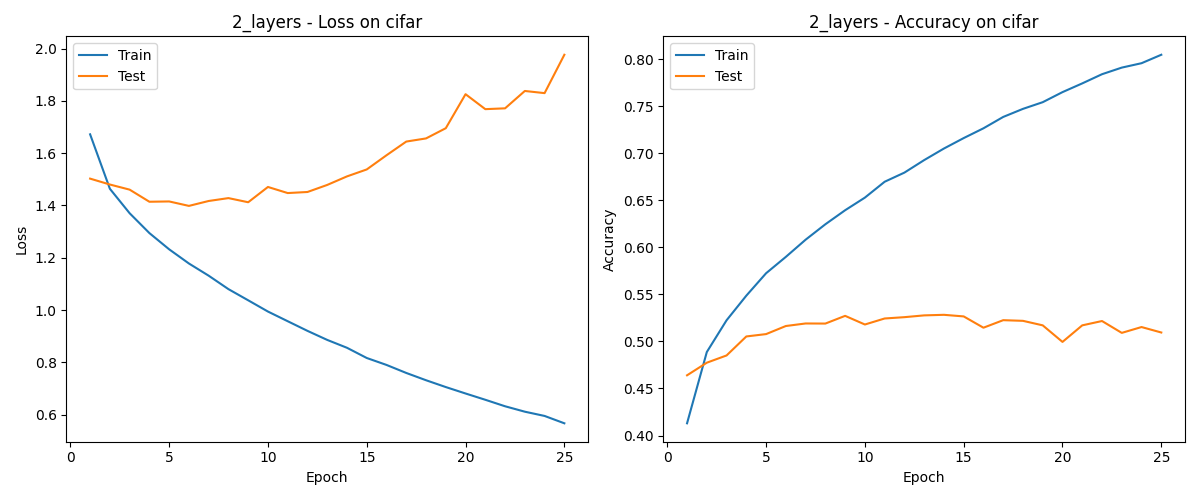 2_layers - Loss on cifar
Train
Test
2.0
1.8
1.6
1.4
1.2
1.0
0.8
0.6
Loss
0
5
10
15
20
25
Epoch
2_layers - Accuracy on cifar
Train
Test
0.80
0.75
0.70
0.65
0.60
0.55
0.50
0.45
0.40
Accuracy
0
5
10
15
20
25
Epoch